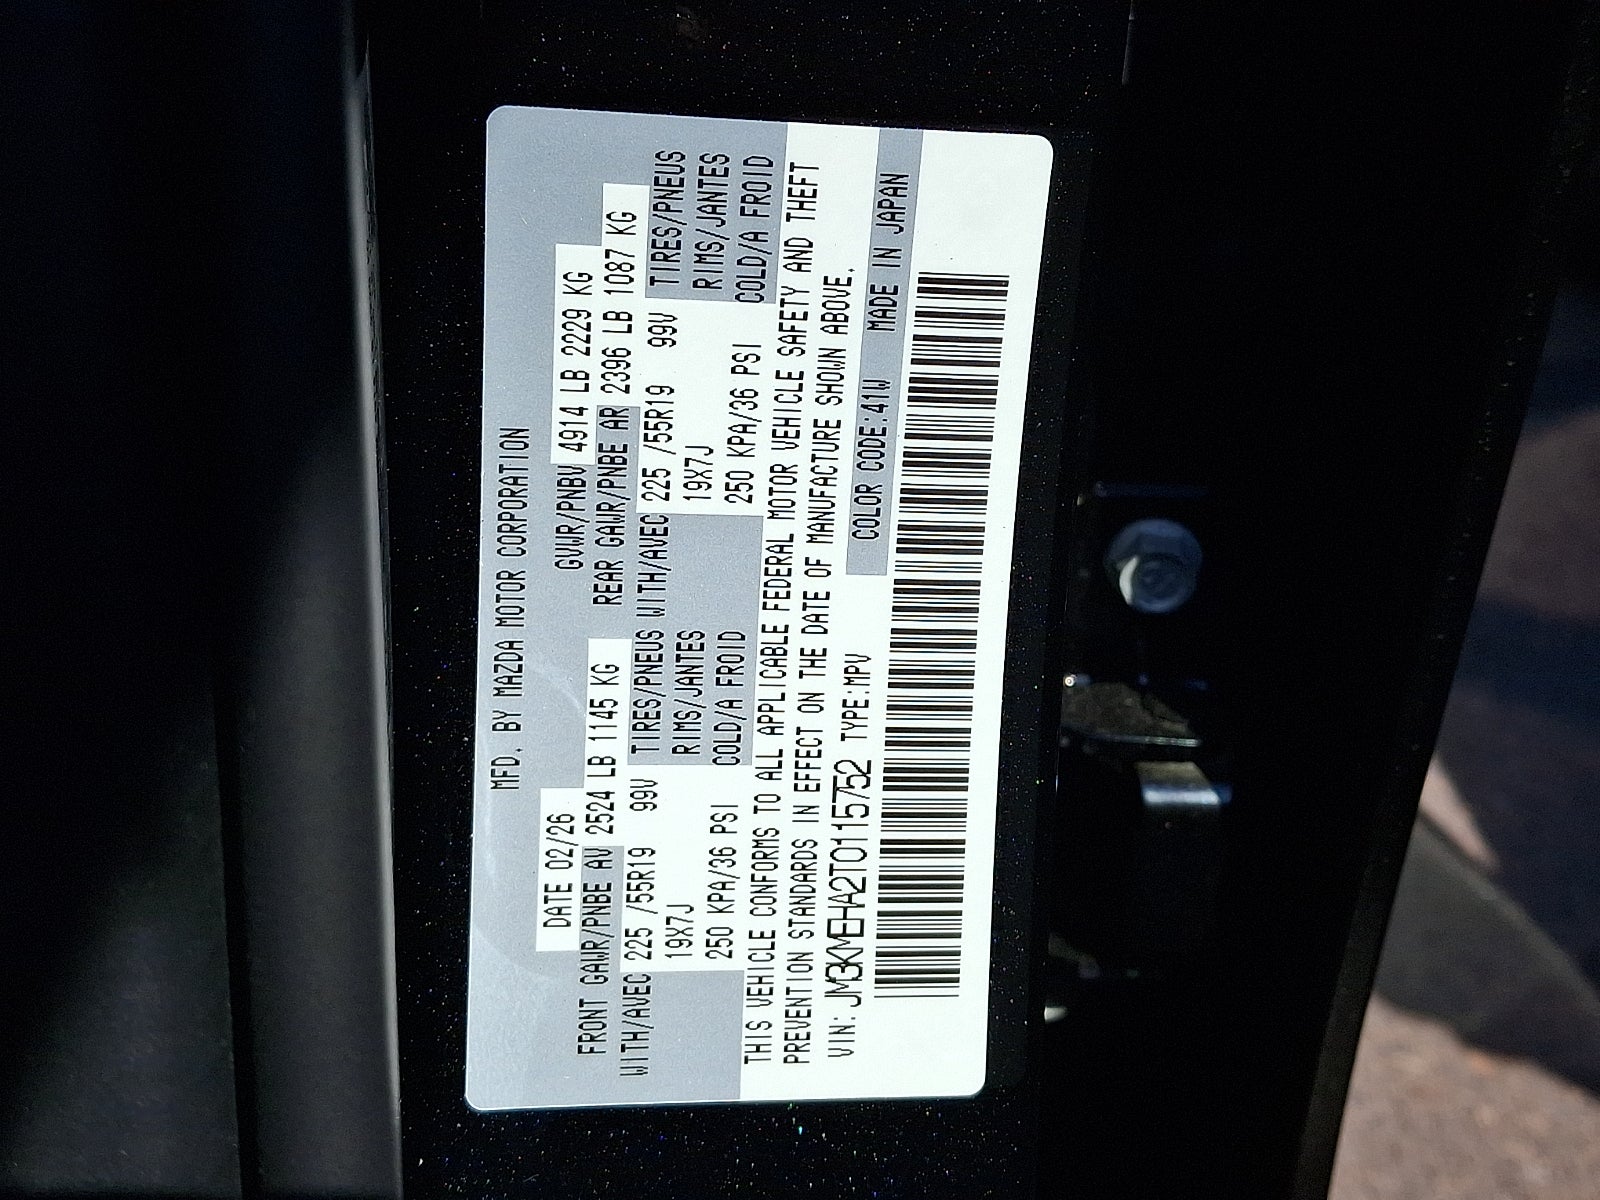 MFD. BY MAZDA MOTOR CORPORATION
DATE 02/26 GVWR/PNBV 4914 LB 2229 KG
FRONT GAWR/PNBE AV 2524 LB 1145 KG REAR GAWR/PNBE AR 2396 LB 1087 KG
WITH/AVEC 225 /55R19 99V TIRES/PNEUS WITH/AVEC 225 /55R19 99V TIRES/PNEUS
19X7J RIMS/JANTES 19X7J RIMS/JANTES
250 KPA/36 PSI COLD/A FROID 250 KPA/36 PSI COLD/A FROID
THIS VEHICLE CONFORMS TO ALL APPLICABLE FEDERAL MOTOR VEHICLE SAFETY AND THEFT
PREVENTION STANDARDS IN EFFECT ON THE DATE OF MANUFACTURE SHOWN ABOVE.
VIN: JM3KMEHA2T0115752 TYPE:MPV COLOR CODE:41W MADE IN JAPAN